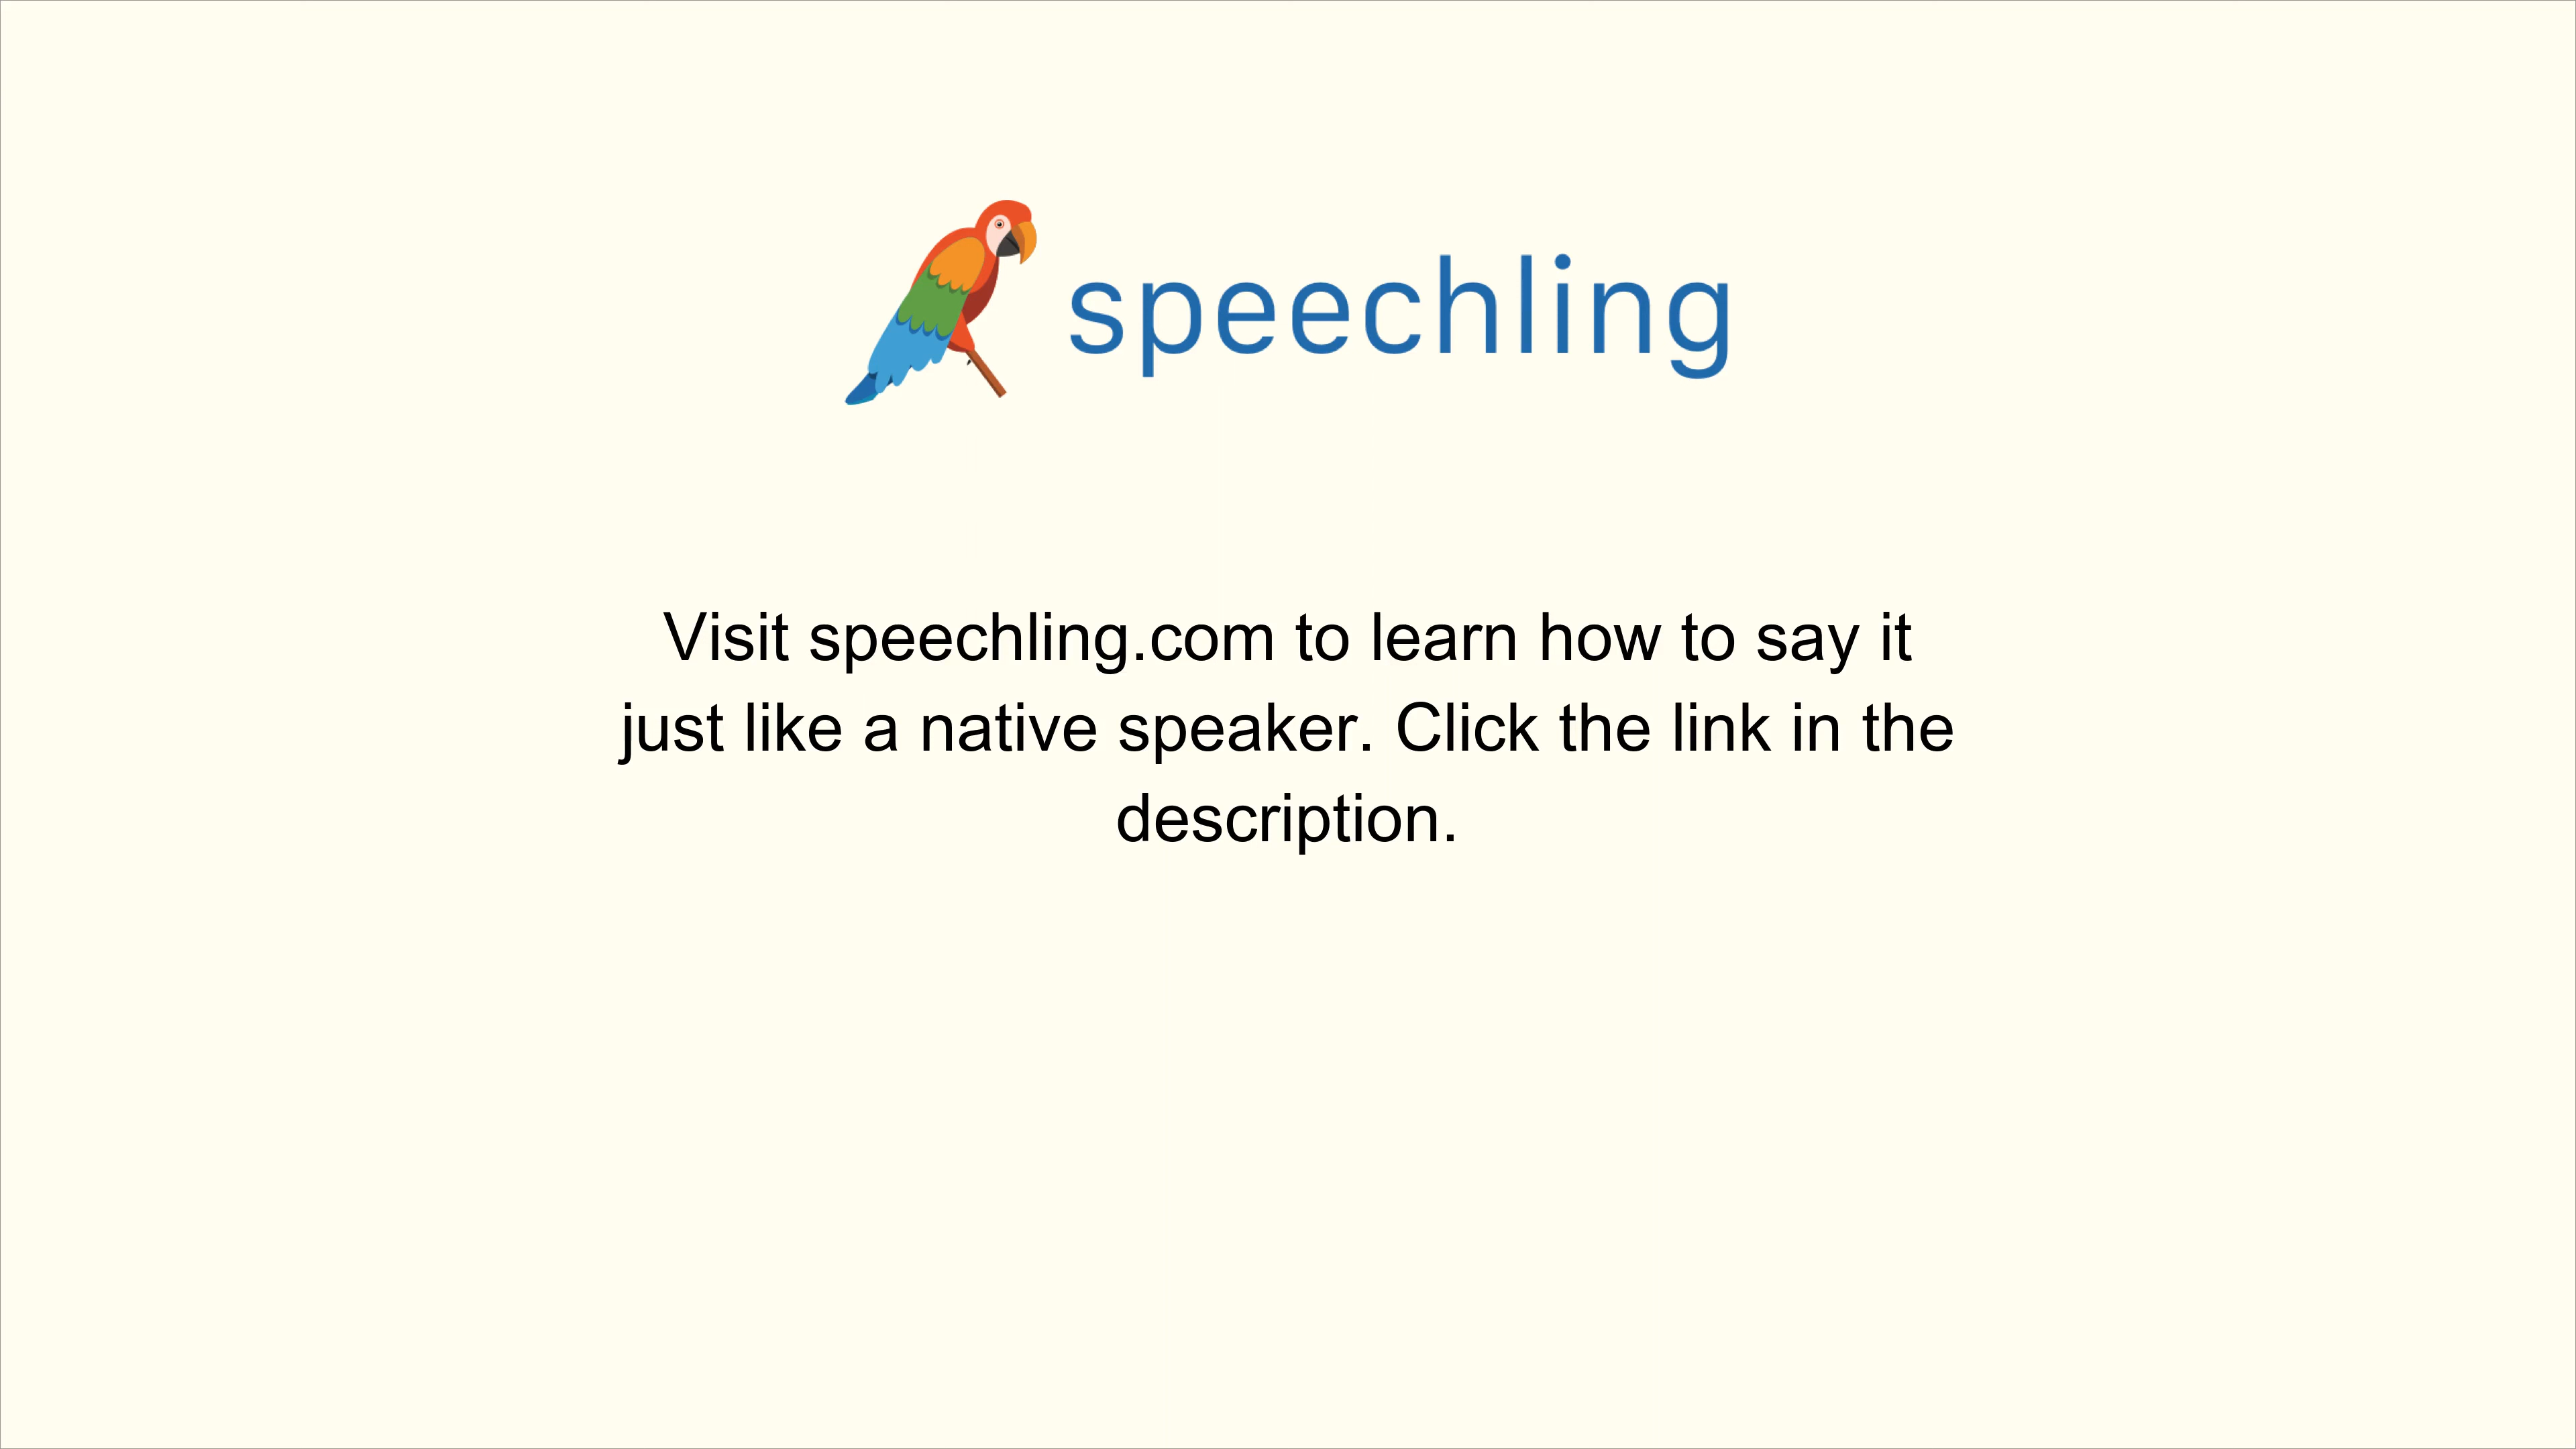 speechling
Visit speechling.com to learn how to say it
just like a native speaker. Click the link in the
description.